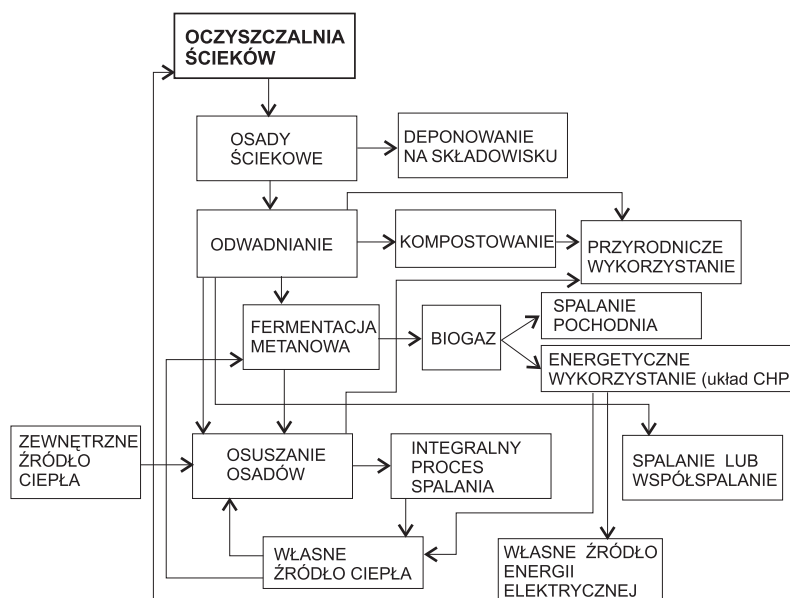 OCZYSZCZALNIA
ŚCIEKÓW
OSADY
ŚCIEKOWE
DEPONOWANIE
NA SKŁADOWISKU
ODWADNIANIE
KOMPOSTOWANIE
PRZYRODNICZE
WYKORZYSTANIE
FERMENTACJA
METANOWA
BIOGAZ
SPALANIE
POCHODNIA
ENERGETYCZNE
WYKORZYSTANIE (układ CHP
ZEWNĘTRZNE
ŹRÓDŁO
CIEPŁA
OSUSZANIE
OSADÓW
INTEGRALNY
PROCES
SPALANIA
SPALANIE LUB
WSPÓŁSPALANIE
WŁASNE
ŹRÓDŁO CIEPŁA
WŁASNE ŹRÓDŁO
ENERGII
ELEKTRYCZNEJ